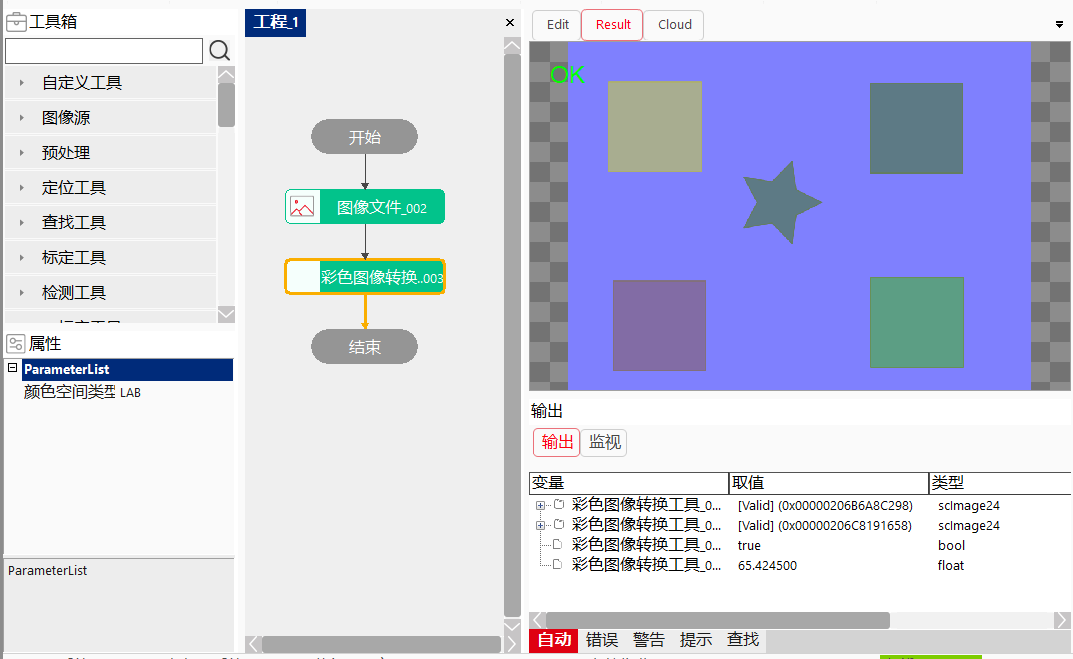 工具箱
自定义工具
图像源
预处理
定位工具
查找工具
标定工具
检测工具
属性
ParameterList
颜色空间类型 LAB
ParameterList
工程_1
开始
图像文件_002
彩色图像转换..003
结束
Edit Result Cloud
OK
输出
输出 监视
变量 取值 类型
彩色图像转换工具_0... [Valid] (0x00000206B6A8C298) scImage24
彩色图像转换工具_0... [Valid] (0x00000206C8191658) scImage24
彩色图像转换工具_0... true bool
彩色图像转换工具_0... 65.424500 float
自动 错误 警告 提示 查找